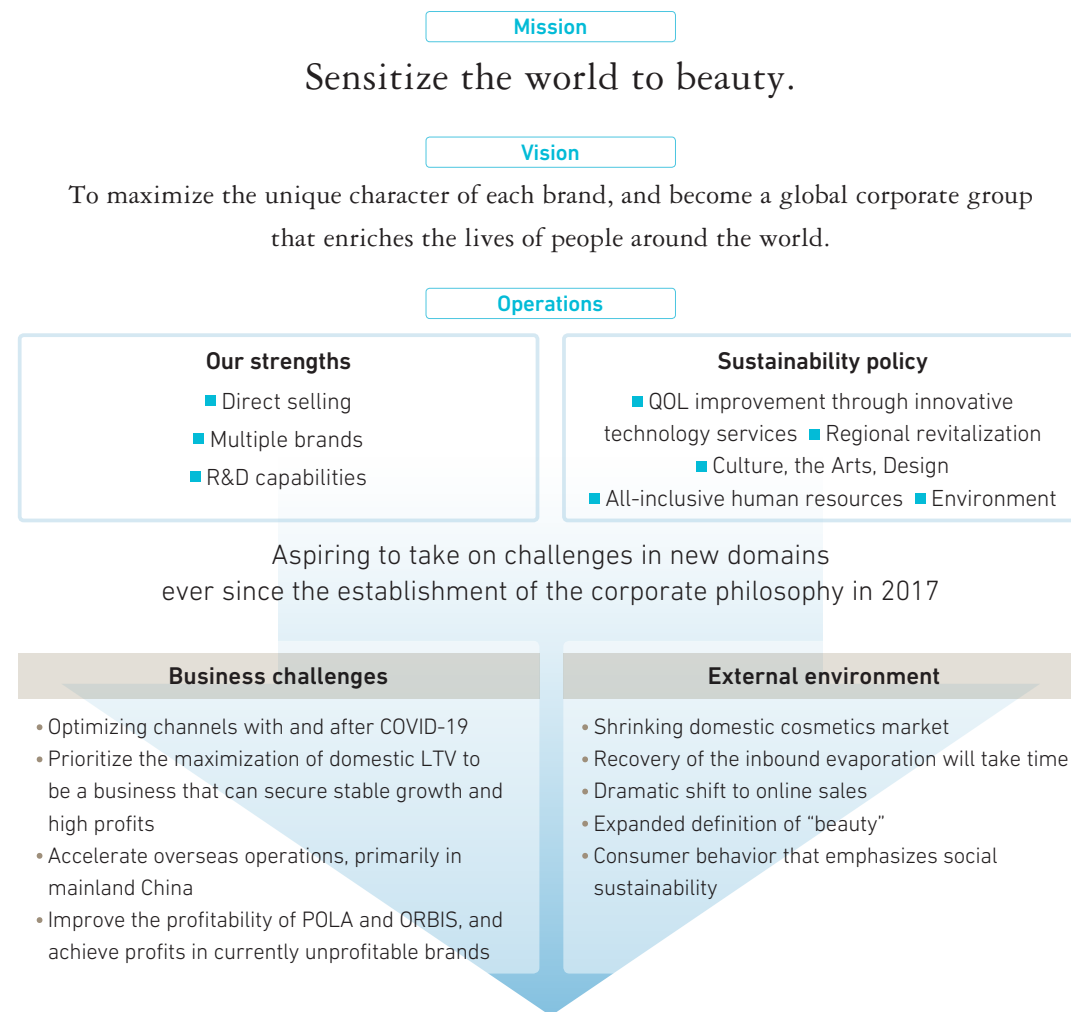 Mission
Sensitize the world to beauty.
Vision
To maximize the unique character of each brand, and become a global corporate group
that enriches the lives of people around the world.
Operations
Our strengths
■ Direct selling
■ Multiple brands
■ R&D capabilities
Sustainability policy
■ QOL improvement through innovative
technology services ■ Regional revitalization
■ Culture, the Arts, Design
■ All-inclusive human resources ■ Environment
Aspiring to take on challenges in new domains
ever since the establishment of the corporate philosophy in 2017
Business challenges
• Optimizing channels with and after COVID-19
• Prioritize the maximization of domestic LTV to
be a business that can secure stable growth and
high profits
• Accelerate overseas operations, primarily in
mainland China
• Improve the profitability of POLA and ORBIS, and
achieve profits in currently unprofitable brands
External environment
• Shrinking domestic cosmetics market
• Recovery of the inbound evaporation will take time
• Dramatic shift to online sales
• Expanded definition of “beauty”
• Consumer behavior that emphasizes social
sustainability